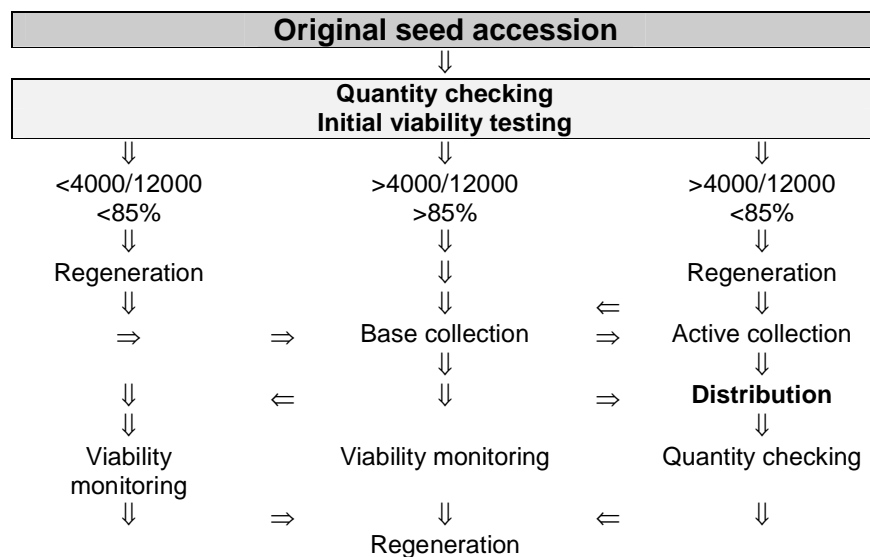 Original seed accession
⇓
Quantity checking
Initial viability testing
⇓ ⇓ ⇓
<4000/12000 >4000/12000 >4000/12000
<85% >85% <85%
⇓ ⇓ ⇓
Regeneration ⇓ Regeneration
⇓ ⇓ ⇐ ⇓
⇒ ⇒ Base collection ⇒ Active collection
⇓ ⇓
⇓ ⇐ ⇓ ⇒ Distribution
⇓ ⇓
Viability Viability monitoring Quantity checking
monitoring
⇓ ⇒ ⇓ ⇐ ⇓
Regeneration